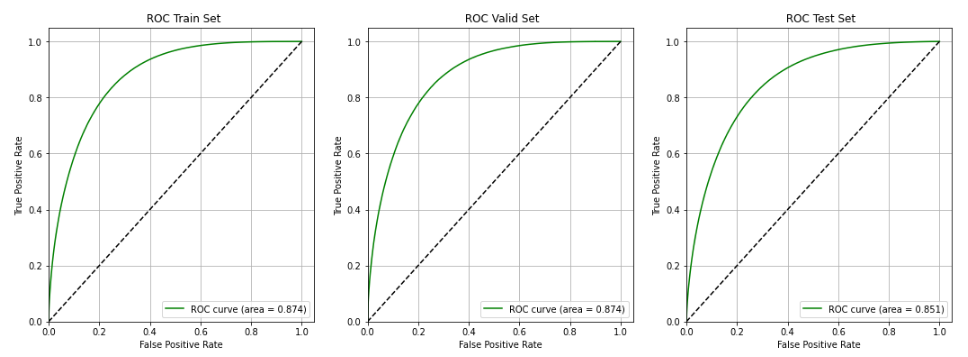 ROC Train Set
True Positive Rate
1.0
0.8
0.6
0.4
0.2
0.0
0.0 0.2 0.4 0.6 0.8 1.0
False Positive Rate
ROC curve (area = 0.874)
ROC Valid Set
True Positive Rate
1.0
0.8
0.6
0.4
0.2
0.0
0.0 0.2 0.4 0.6 0.8 1.0
False Positive Rate
ROC curve (area = 0.874)
ROC Test Set
True Positive Rate
1.0
0.8
0.6
0.4
0.2
0.0
0.0 0.2 0.4 0.6 0.8 1.0
False Positive Rate
ROC curve (area = 0.851)